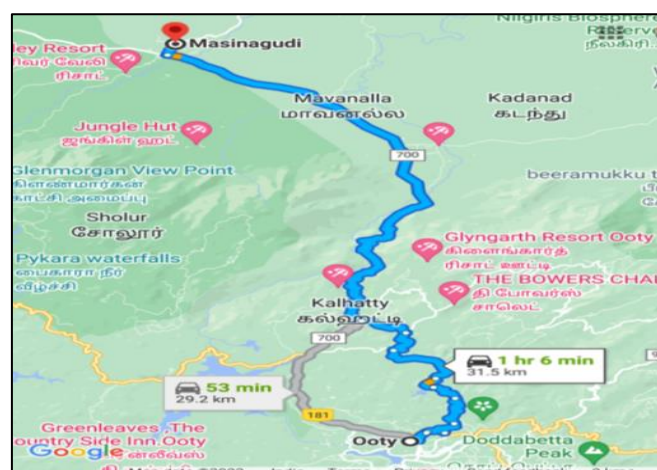 Nilgiris Biosphere
Reserve
நீலகிரி...
Masinagudi
ley Resort
ரிவர் வேலி
ரிசாட்
Mavanalla
மாவனல்ல
Kadanad
கடந்து
Jungle Hut
ஜங்கிள் ஹட்
700
Glenmorgan View Point
காட்சி அமைப்பு
beeramukku t
Sholur
சோலூர்
Glyngarth Resort Ooty
கிளைங்கார்த்
ரிசாட் ஊட்டி
Pykara waterfalls
பைகாரா நீர்
வீழ்ச்சி
THE BOWERS CHA
தி போவர்ஸ்
சாலெட்
Kalhatty
கல்ஹட்டி
700
1 hr 6 min
31.5 km
53 min
29.2 km
181
Greenleaves The
ountry Side Inn.Ooty
Ooty
Doddabetta
Peak
Google